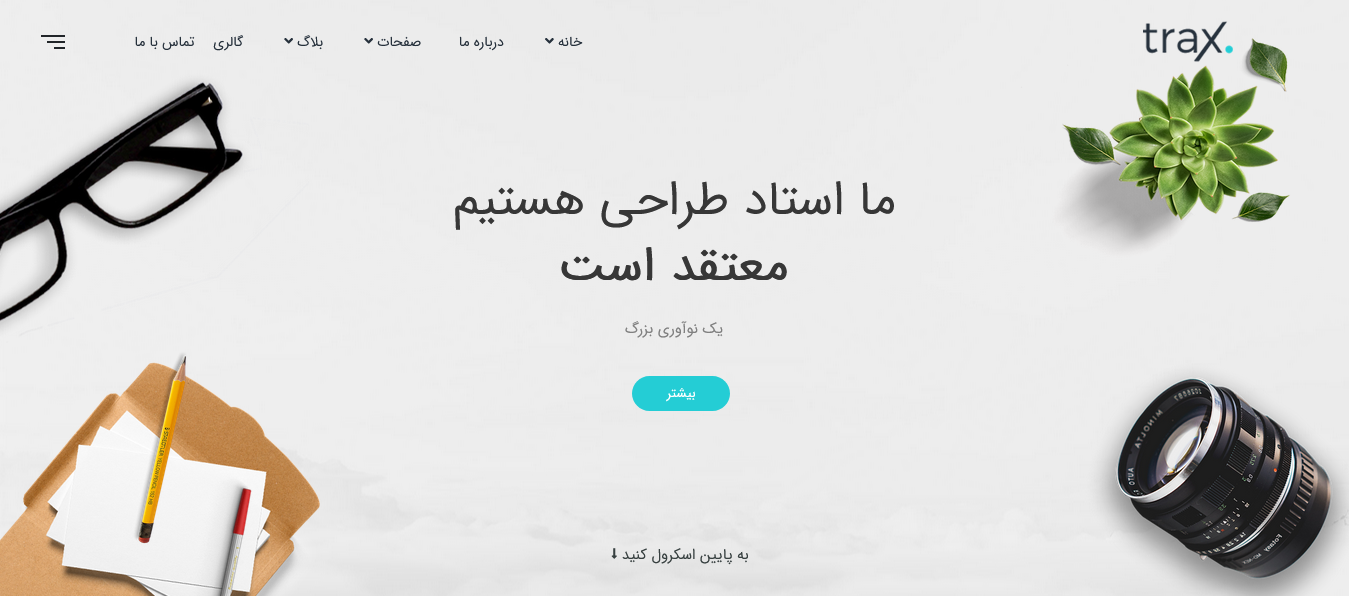 trax.
خانه
درباره ما
صفحات
بلاگ
گالری
تماس با ما
ما استاد طراحی هستیم
معتقد است
یک نوآوری بزرگ
بیشتر
به پایین اسکرول کنید